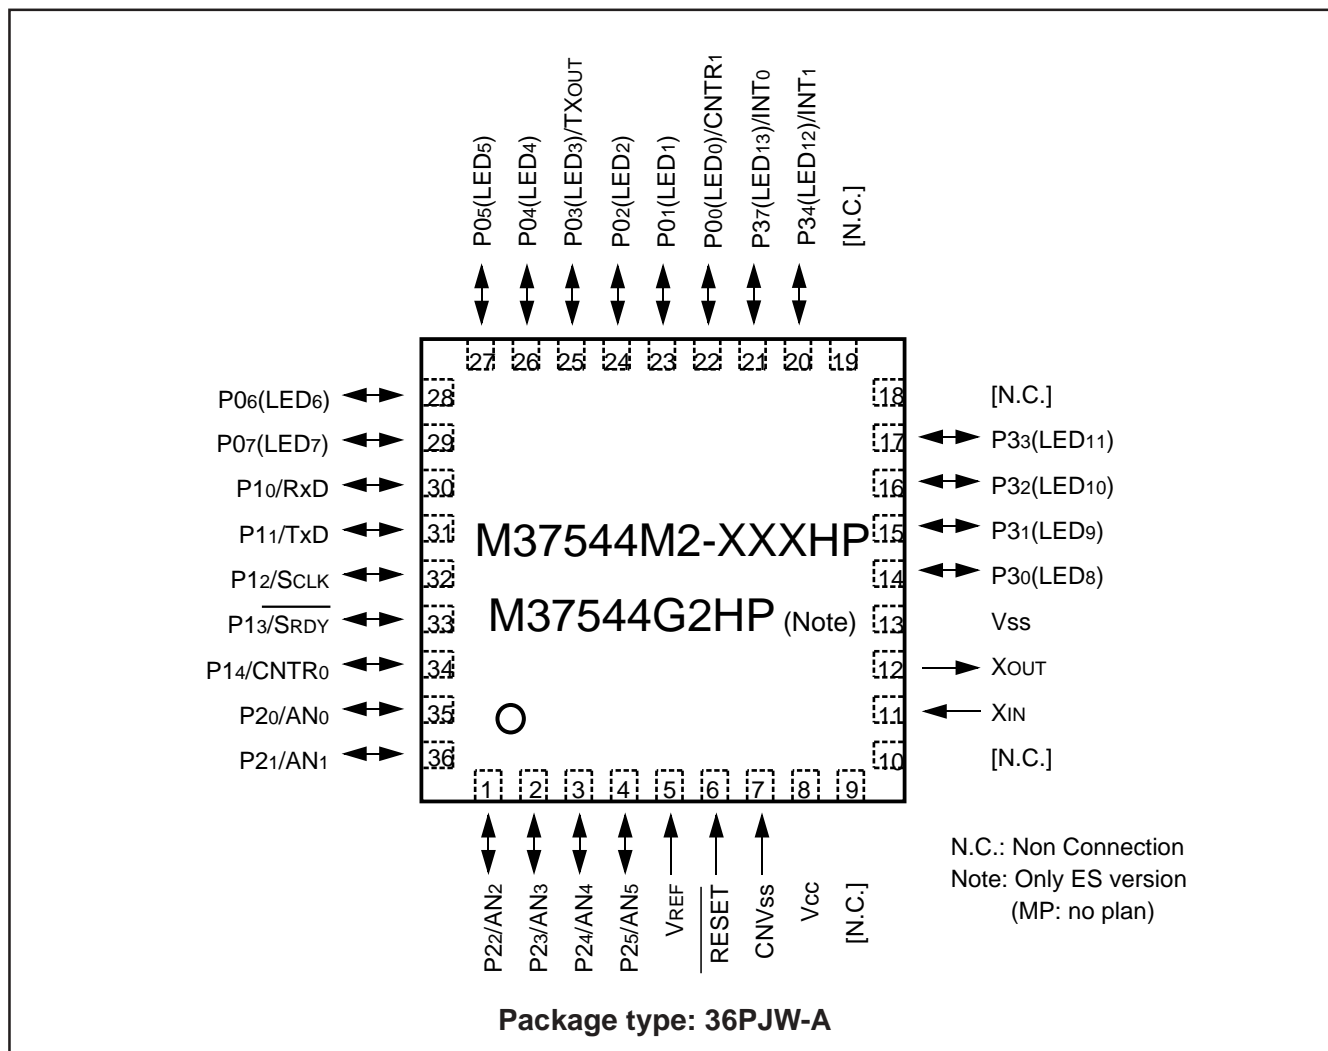 P05(LED5)
P04(LED4)
P03(LED3)/TXOUT
P02(LED2)
P01(LED1)
P00(LED0)/CNTR1
P37(LED13)/INT0
P34(LED12)/INT1
[N.C.]
27 26 25 24 23 22 21 20 19
P06(LED6) 28
P07(LED7) 29
P10/RxD 30
P11/TxD 31
P12/SCLK 32
P13/S̅R̅D̅Y̅ 33
P14/CNTR0 34
P20/AN0 35
P21/AN1 36
M37544M2-XXXHP
M37544G2HP (Note)
18 [N.C.]
17 P33(LED11)
16 P32(LED10)
15 P31(LED9)
14 P30(LED8)
13 Vss
12 XOUT
11 XIN
10 [N.C.]
1 2 3 4 5 6 7 8 9
P22/AN2
P23/AN3
P24/AN4
P25/AN5
VREF
R̅E̅S̅E̅T̅
CNVss
Vcc
[N.C.]
N.C.: Non Connection
Note: Only ES version
(MP: no plan)
Package type: 36PJW-A